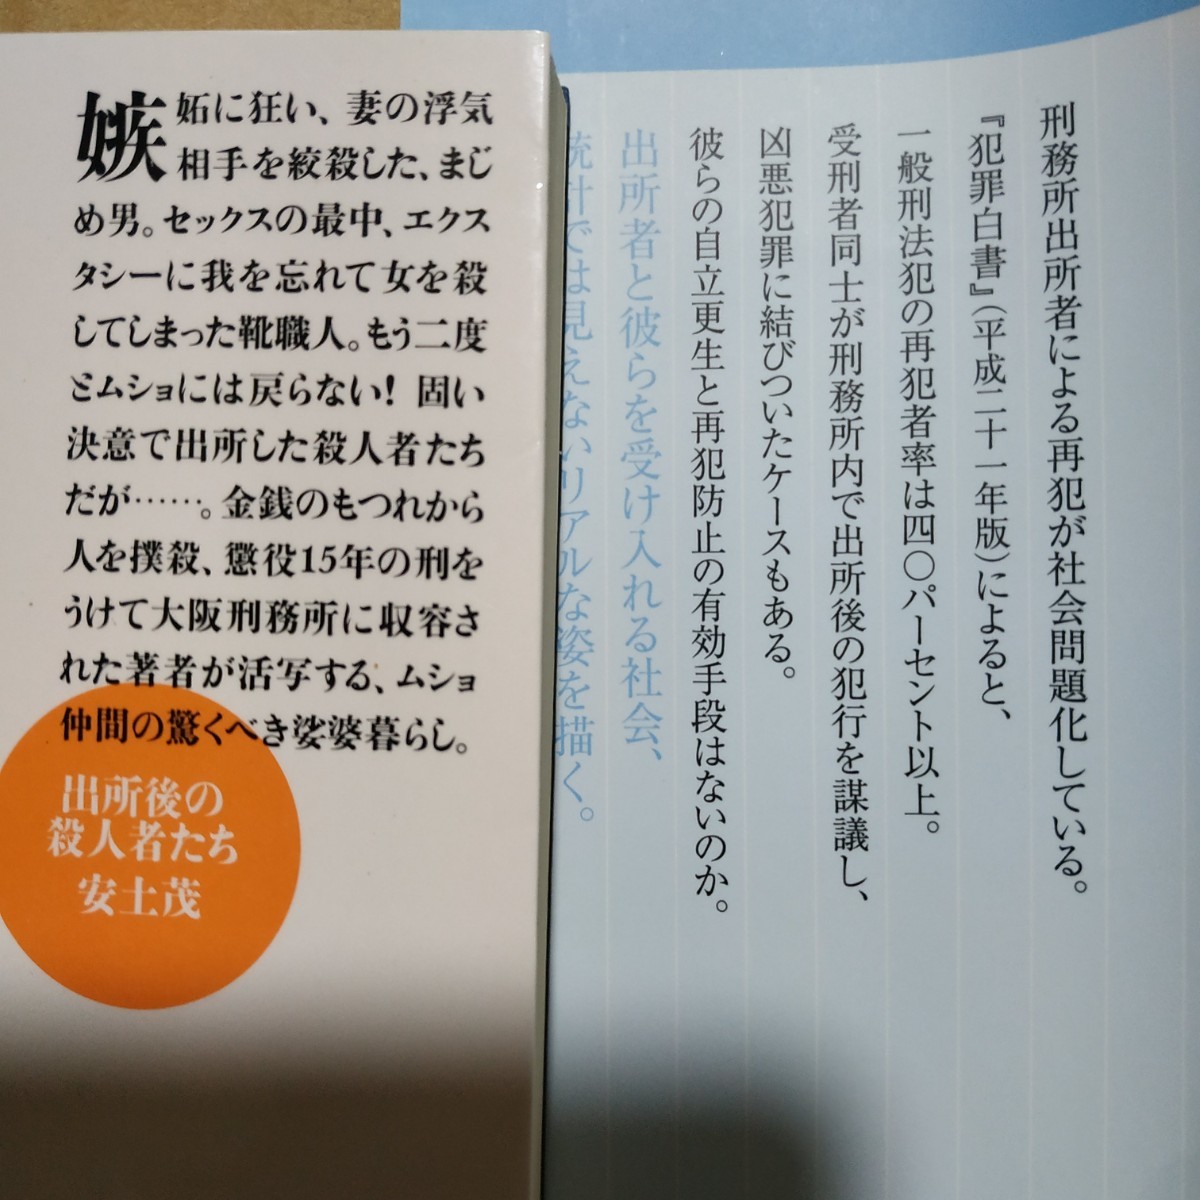 嫉妬に狂い、妻の浮気
相手を絞殺した、まじ
め男。セックスの最中、エクス
タシーに我を忘れて女を殺
してしまった靴職人。もう二度
とムショには戻らない! 固い
決意で出所した殺人者たち
だが……。金銭のもつれから
人を撲殺、懲役15年の刑を
うけて大阪刑務所に収容さ
れた著者が活写する、ムショ
仲間の驚くべき娑婆暮らし。
出所後の
殺人者たち
安土茂
刑務所出所者による再犯が社会問題化している。
『犯罪白書』(平成二十一年版)によると、
一般刑法犯の再犯者率は四〇パーセント以上。
受刑者同士が刑務所内で出所後の犯行を謀議し、
凶悪犯罪に結びついたケースもある。
彼らの自立更生と再犯防止の有効手段はないのか。
出所者と彼らを受け入れる社会、
統計では見えないリアルな姿を描く。